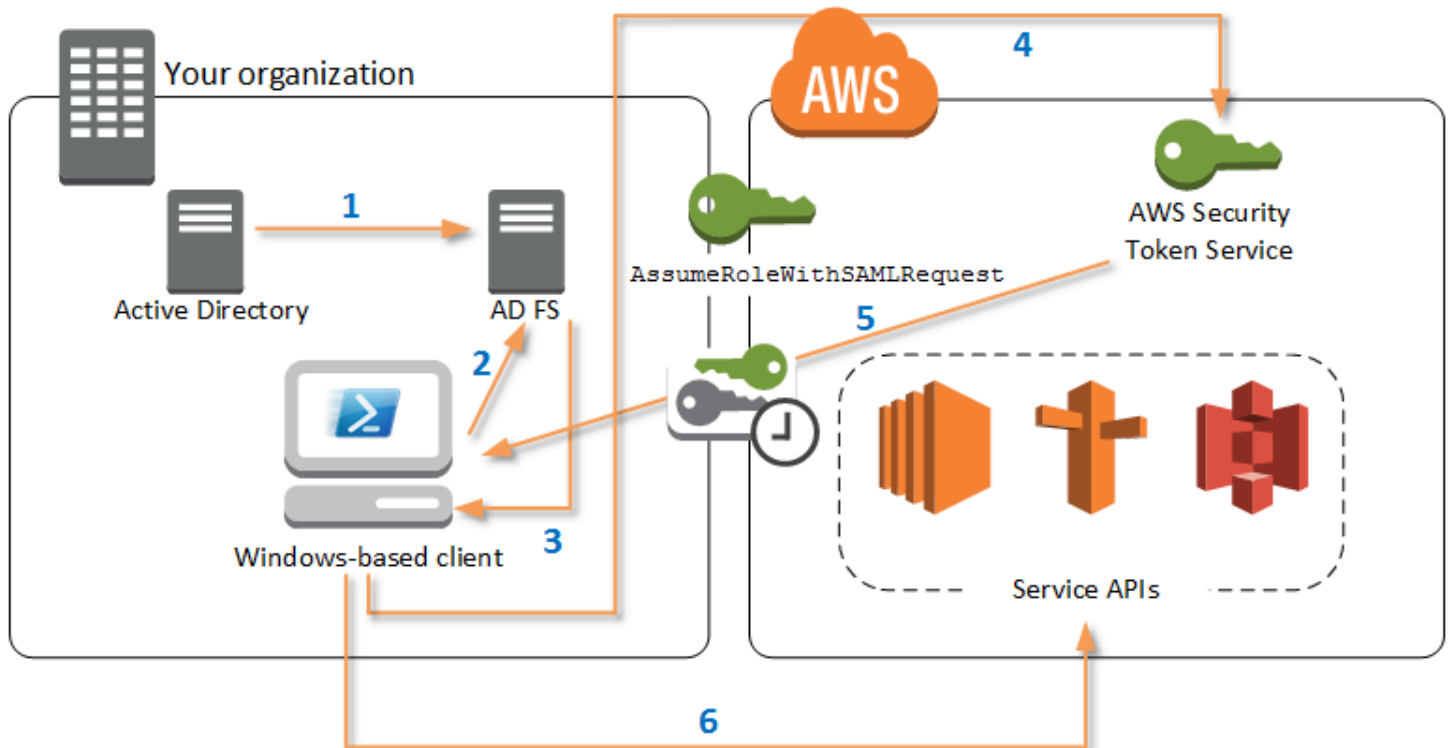 Your organization
AWS
4
1
AWS Security
Token Service
AssumeRoleWithSAMLRequest
Active Directory
AD FS
5
2
3
Windows-based client
Service APIs
6